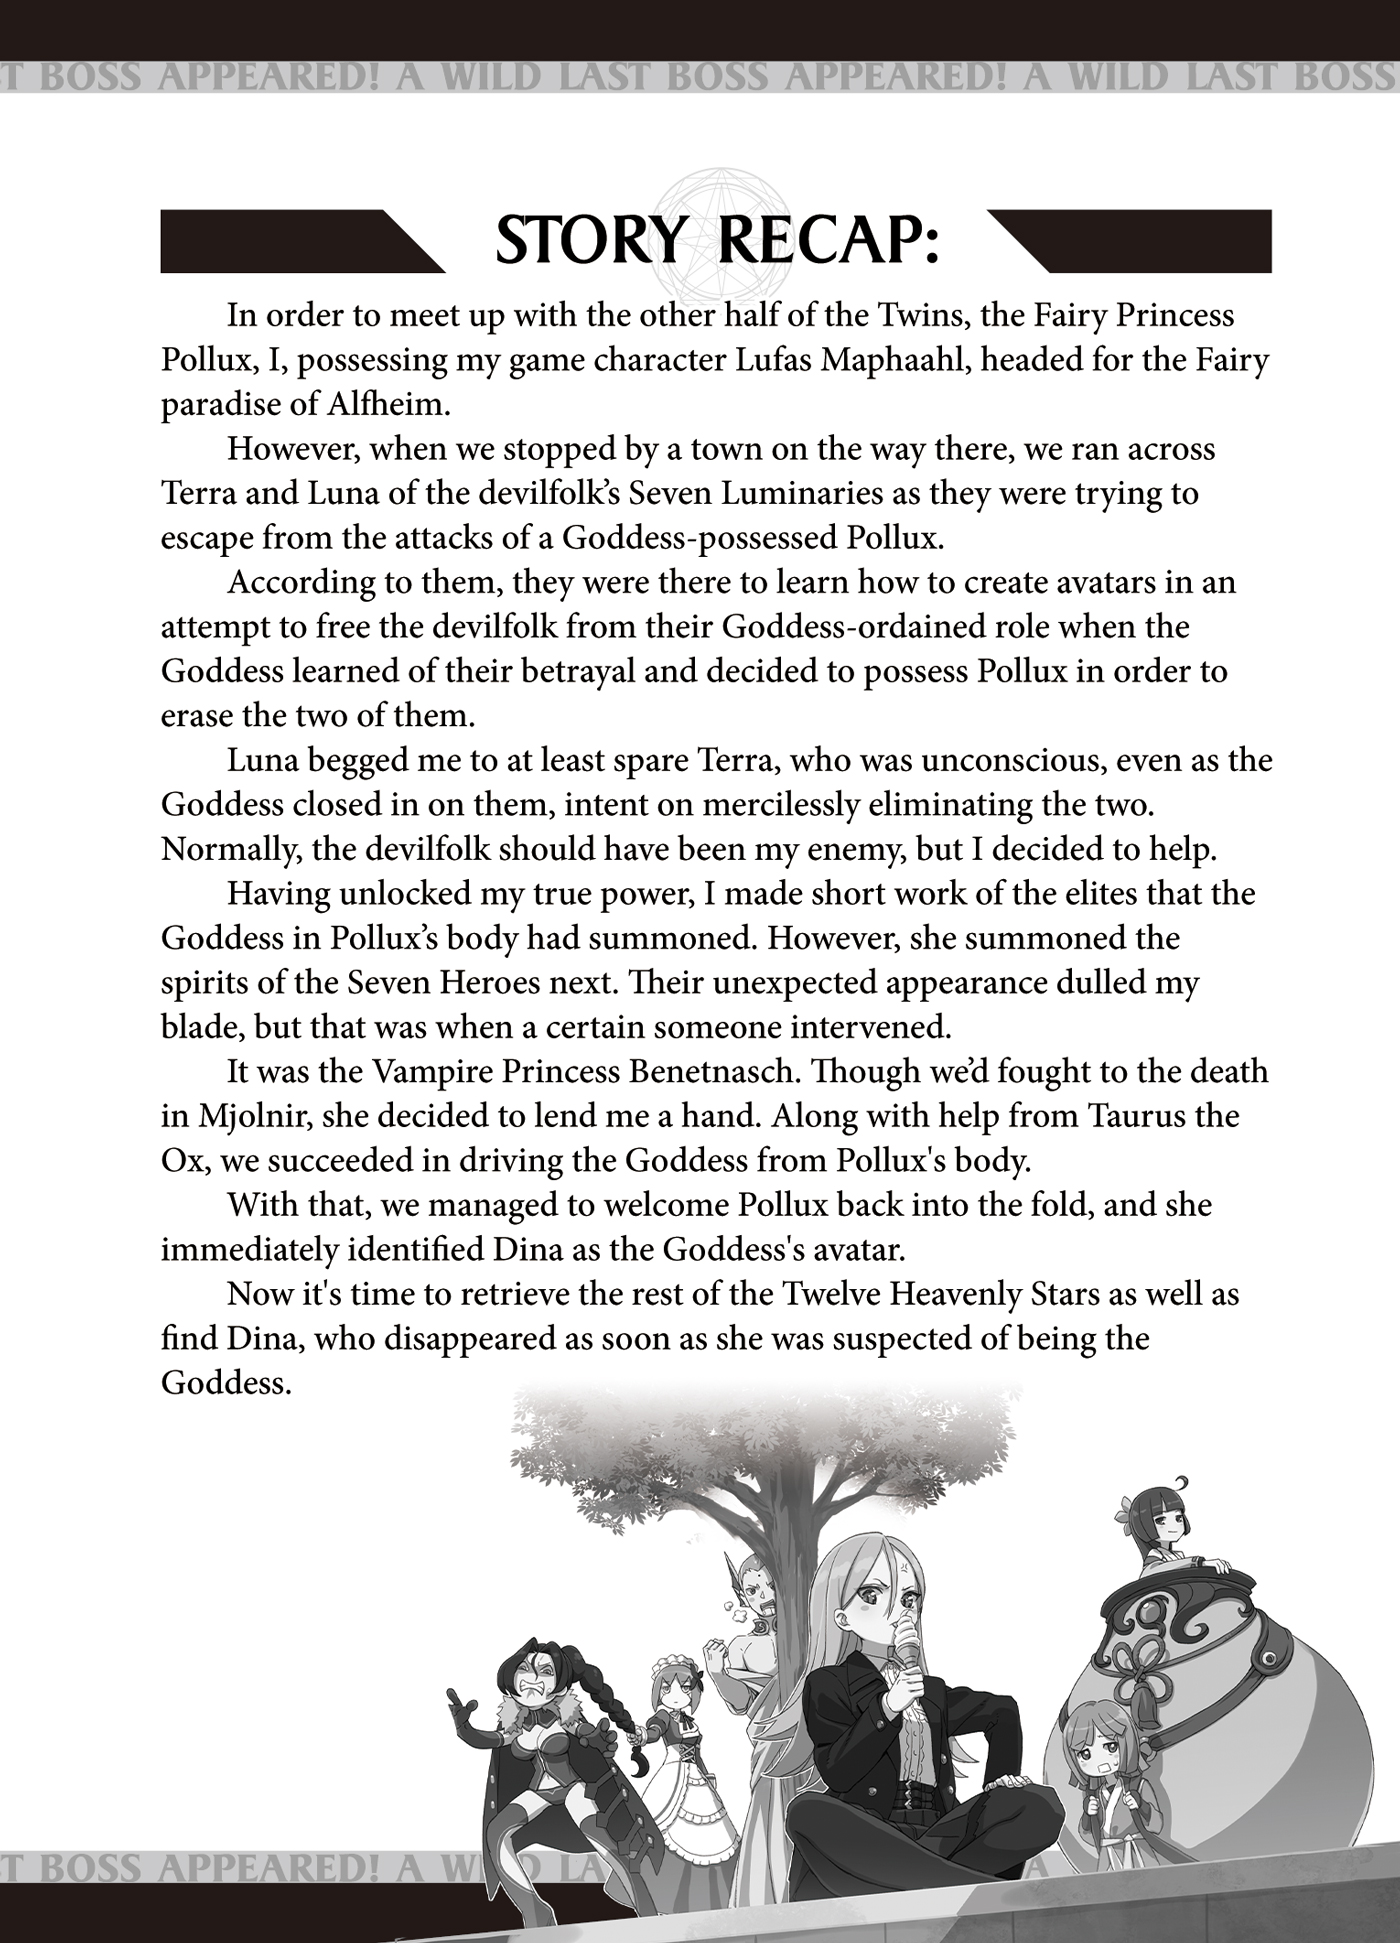 T BOSS APPEARED! A WILD LAST BOSS APPEARED! A WILD LAST BOSS
STORY RECAP:
In order to meet up with the other half of the Twins, the Fairy Princess
Pollux, I, possessing my game character Lufas Maphaahl, headed for the Fairy
paradise of Alfheim.
However, when we stopped by a town on the way there, we ran across
Terra and Luna of the devilfolk’s Seven Luminaries as they were trying to
escape from the attacks of a Goddess-possessed Pollux.
According to them, they were there to learn how to create avatars in an
attempt to free the devilfolk from their Goddess-ordained role when the
Goddess learned of their betrayal and decided to possess Pollux in order to
erase the two of them.
Luna begged me to at least spare Terra, who was unconscious, even as the
Goddess closed in on them, intent on mercilessly eliminating the two.
Normally, the devilfolk should have been my enemy, but I decided to help.
Having unlocked my true power, I made short work of the elites that the
Goddess in Pollux’s body had summoned. However, she summoned the
spirits of the Seven Heroes next. Their unexpected appearance dulled my
blade, but that was when a certain someone intervened.
It was the Vampire Princess Benetnasch. Though we’d fought to the death
in Mjolnir, she decided to lend me a hand. Along with help from Taurus the
Ox, we succeeded in driving the Goddess from Pollux's body.
With that, we managed to welcome Pollux back into the fold, and she
immediately identified Dina as the Goddess's avatar.
Now it's time to retrieve the rest of the Twelve Heavenly Stars as well as
find Dina, who disappeared as soon as she was suspected of being the
Goddess.
ST BOSS APPEARED! A WILD LA A